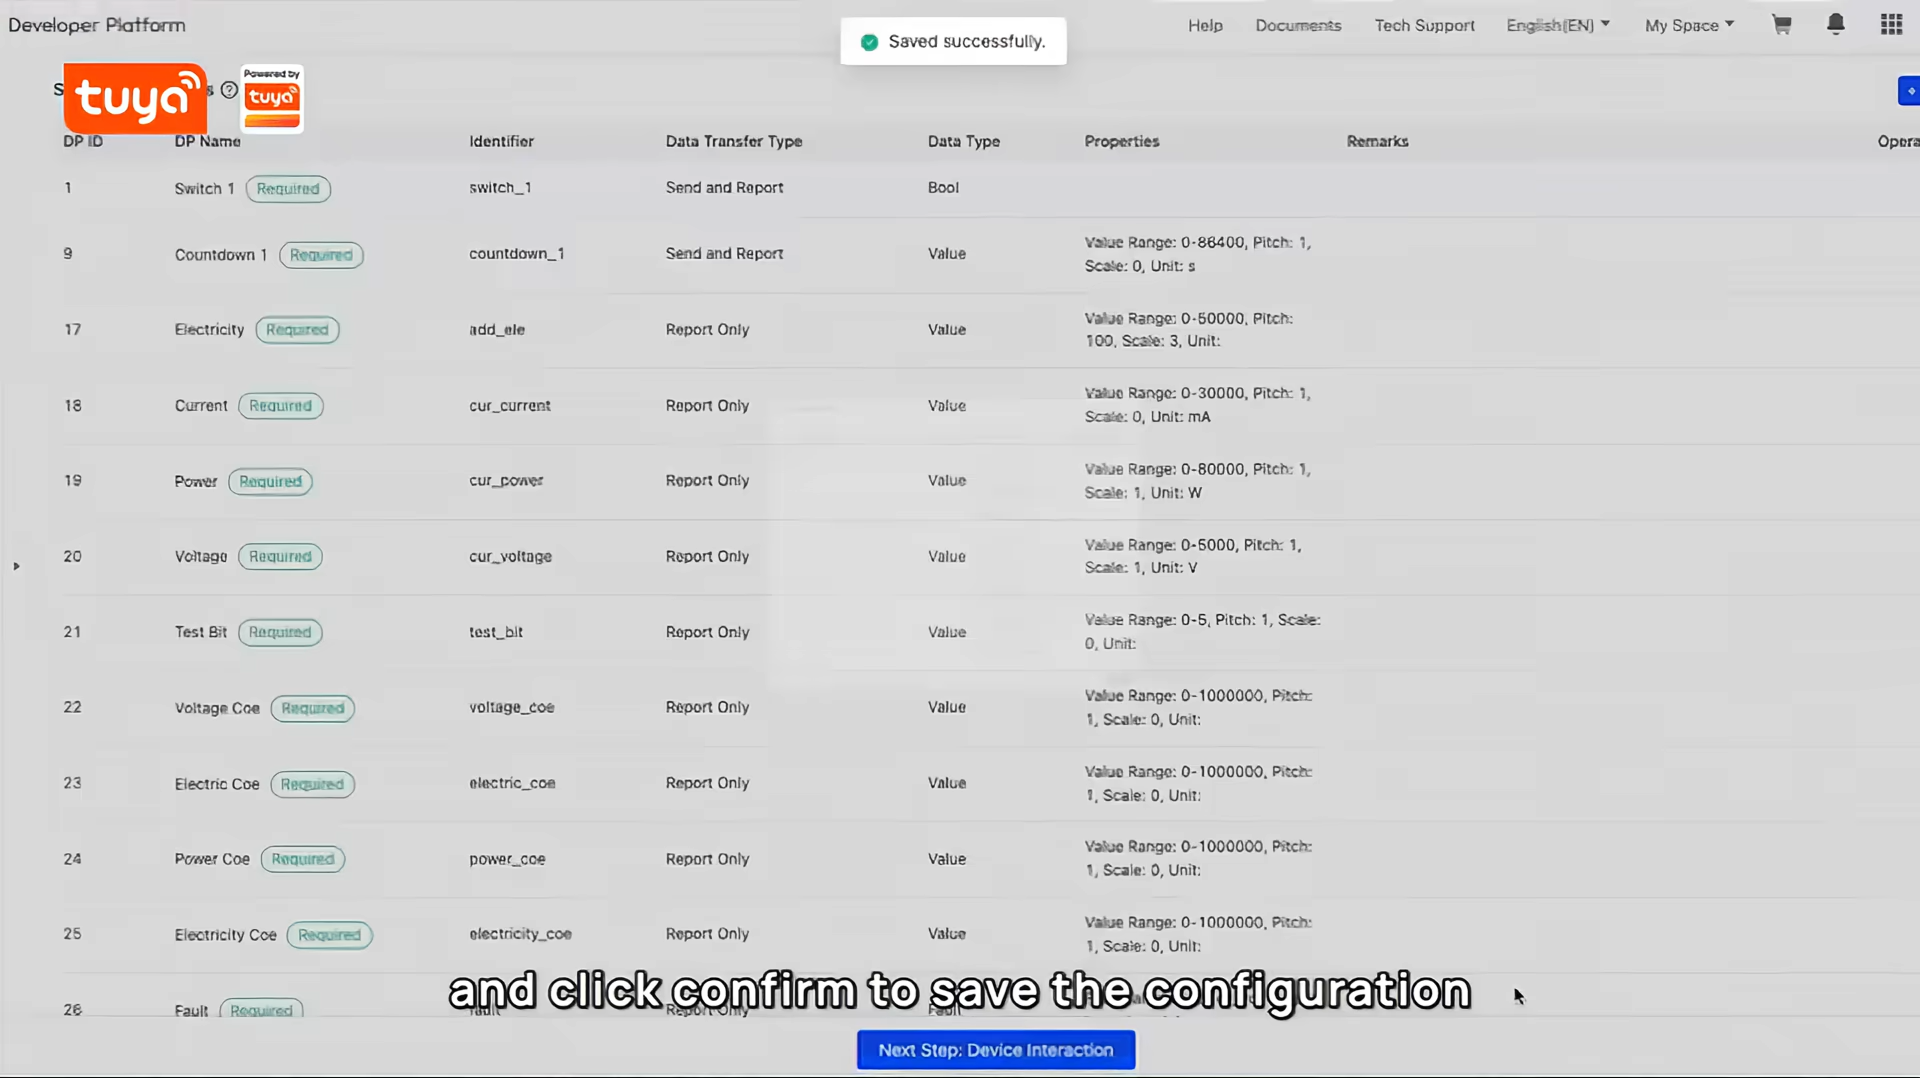 Developer Platform
Help Documents Tech Support English(EN) My Space
Saved successfully.
tuya
Powered by
tuya
DP ID DP Name Identifier Data Transfer Type Data Type Properties Remarks
1 Switch 1 Required switch_1 Send and Report Bool
9 Countdown 1 Required countdown_1 Send and Report Value Value Range: 0-86400, Pitch: 1,
Scale: 0, Unit: s
17 Electricity Required add_ele Report Only Value Value Range: 0-50000, Pitch:
100, Scale: 3, Unit:
18 Current Required cur_current Report Only Value Value Range: 0-30000, Pitch: 1,
Scale: 0, Unit: mA
19 Power Required cur_power Report Only Value Value Range: 0-80000, Pitch: 1,
Scale: 1, Unit: W
20 Voltage Required cur_voltage Report Only Value Value Range: 0-5000, Pitch: 1,
Scale: 1, Unit: V
21 Test Bit Required test_bit Report Only Value Value Range: 0-5, Pitch: 1, Scale:
0, Unit:
22 Voltage Coe Required voltage_coe Report Only Value Value Range: 0-1000000, Pitch:
1, Scale: 0, Unit:
23 Electric Coe Required electric_coe Report Only Value Value Range: 0-1000000, Pitch:
1, Scale: 0, Unit:
24 Power Coe Required power_coe Report Only Value Value Range: 0-1000000, Pitch:
1, Scale: 0, Unit:
25 Electricity Coe Required electricity_coe Report Only Value Value Range: 0-1000000, Pitch:
1, Scale: 0, Unit:
26 Fault Required fault Report Only Fault
and click confirm to save the configuration
Next Step: Device Interaction